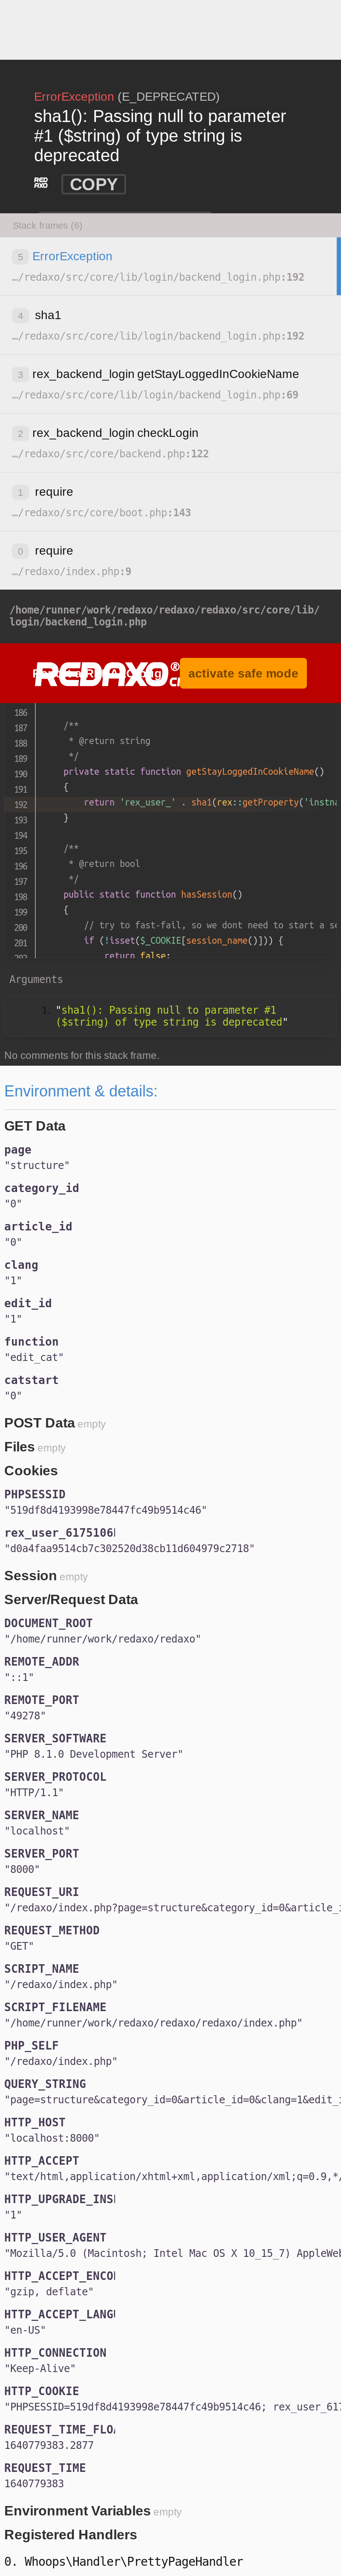 ErrorException (E_DEPRECATED)
sha1(): Passing null to parameter
#1 ($string) of type string is
deprecated
RED
AXO
COPY
Stack frames (6)
5 ErrorException
…/redaxo/src/core/lib/login/backend_login.php:192
4 sha1
…/redaxo/src/core/lib/login/backend_login.php:192
3 rex_backend_login getStayLoggedInCookieName
…/redaxo/src/core/lib/login/backend_login.php:69
2 rex_backend_login checkLogin
…/redaxo/src/core/backend.php:122
1 require
…/redaxo/src/core/boot.php:143
0 require
…/redaxo/index.php:9
/home/runner/work/redaxo/redaxo/redaxo/src/core/lib/
login/backend_login.php
REDAXO®
activate safe mode
186
187 /**
188 * @return string
189 */
190 private static function getStayLoggedInCookieName()
191 {
192 return 'rex_user_' . sha1(rex::getProperty('instna
193 }
194
195 /**
196 * @return bool
197 */
198 public static function hasSession()
199 {
200 // try to fast-fail, so we dont need to start a se
201 if (!isset($_COOKIE[session_name()])) {
202 return false;
Arguments
1. "sha1(): Passing null to parameter #1
($string) of type string is deprecated"
No comments for this stack frame.
Environment & details:
GET Data
page
"structure"
category_id
"0"
article_id
"0"
clang
"1"
edit_id
"1"
function
"edit_cat"
catstart
"0"
POST Data empty
Files empty
Cookies
PHPSESSID
"519df8d4193998e78447fc49b9514c46"
rex_user_6175106
"d0a4faa9514cb7c302520d38cb11d604979c2718"
Session empty
Server/Request Data
DOCUMENT_ROOT
"/home/runner/work/redaxo/redaxo"
REMOTE_ADDR
"::1"
REMOTE_PORT
"49278"
SERVER_SOFTWARE
"PHP 8.1.0 Development Server"
SERVER_PROTOCOL
"HTTP/1.1"
SERVER_NAME
"localhost"
SERVER_PORT
"8000"
REQUEST_URI
"/redaxo/index.php?page=structure&category_id=0&article_i
REQUEST_METHOD
"GET"
SCRIPT_NAME
"/redaxo/index.php"
SCRIPT_FILENAME
"/home/runner/work/redaxo/redaxo/redaxo/index.php"
PHP_SELF
"/redaxo/index.php"
QUERY_STRING
"page=structure&category_id=0&article_id=0&clang=1&edit_i
HTTP_HOST
"localhost:8000"
HTTP_ACCEPT
"text/html,application/xhtml+xml,application/xml;q=0.9,*/
HTTP_UPGRADE_INS
"1"
HTTP_USER_AGENT
"Mozilla/5.0 (Macintosh; Intel Mac OS X 10_15_7) AppleWeb
HTTP_ACCEPT_ENCO
"gzip, deflate"
HTTP_ACCEPT_LANG
"en-US"
HTTP_CONNECTION
"Keep-Alive"
HTTP_COOKIE
"PHPSESSID=519df8d4193998e78447fc49b9514c46; rex_user_617
REQUEST_TIME_FLO
1640779383.2877
REQUEST_TIME
1640779383
Environment Variables empty
Registered Handlers
0. Whoops\Handler\PrettyPageHandler